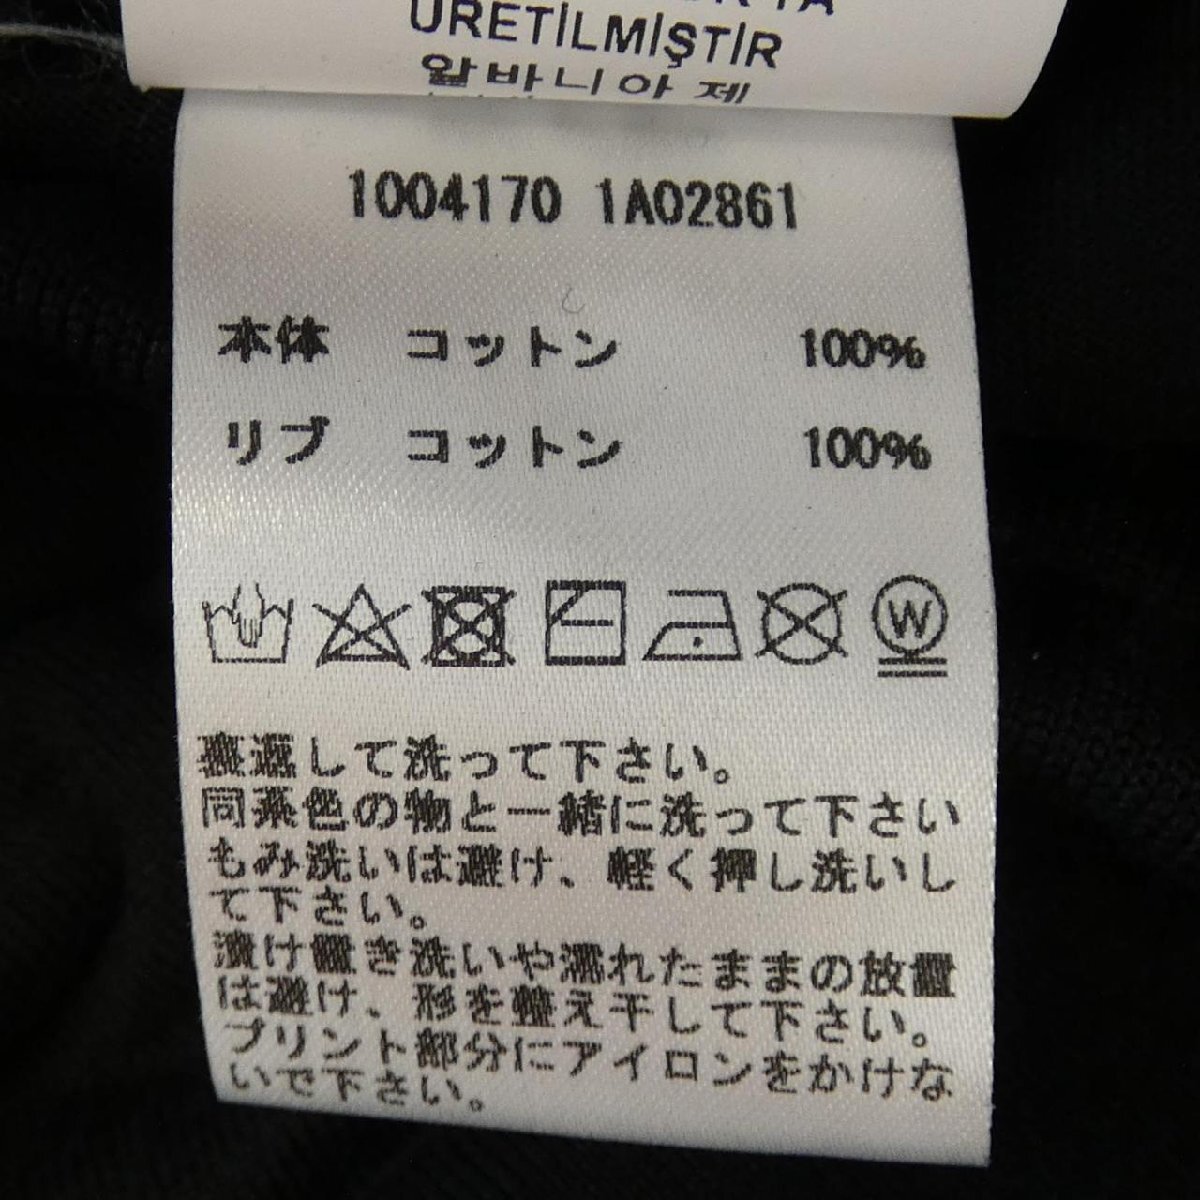 ÜRETİLMİŞTİR
알바니아 제
1004170 1A02861
本体 コットン 100%
リブ コットン 100%
W
裏返して洗って下さい。
同系色の物と一緒に洗って下さい
もみ洗いは避け、軽く押し洗いし
て下さい。
漬け置き洗いや濡れたままの放置
は避け、形を整え干して下さい。
プリント部分にアイロンをかけな
いで下さい。